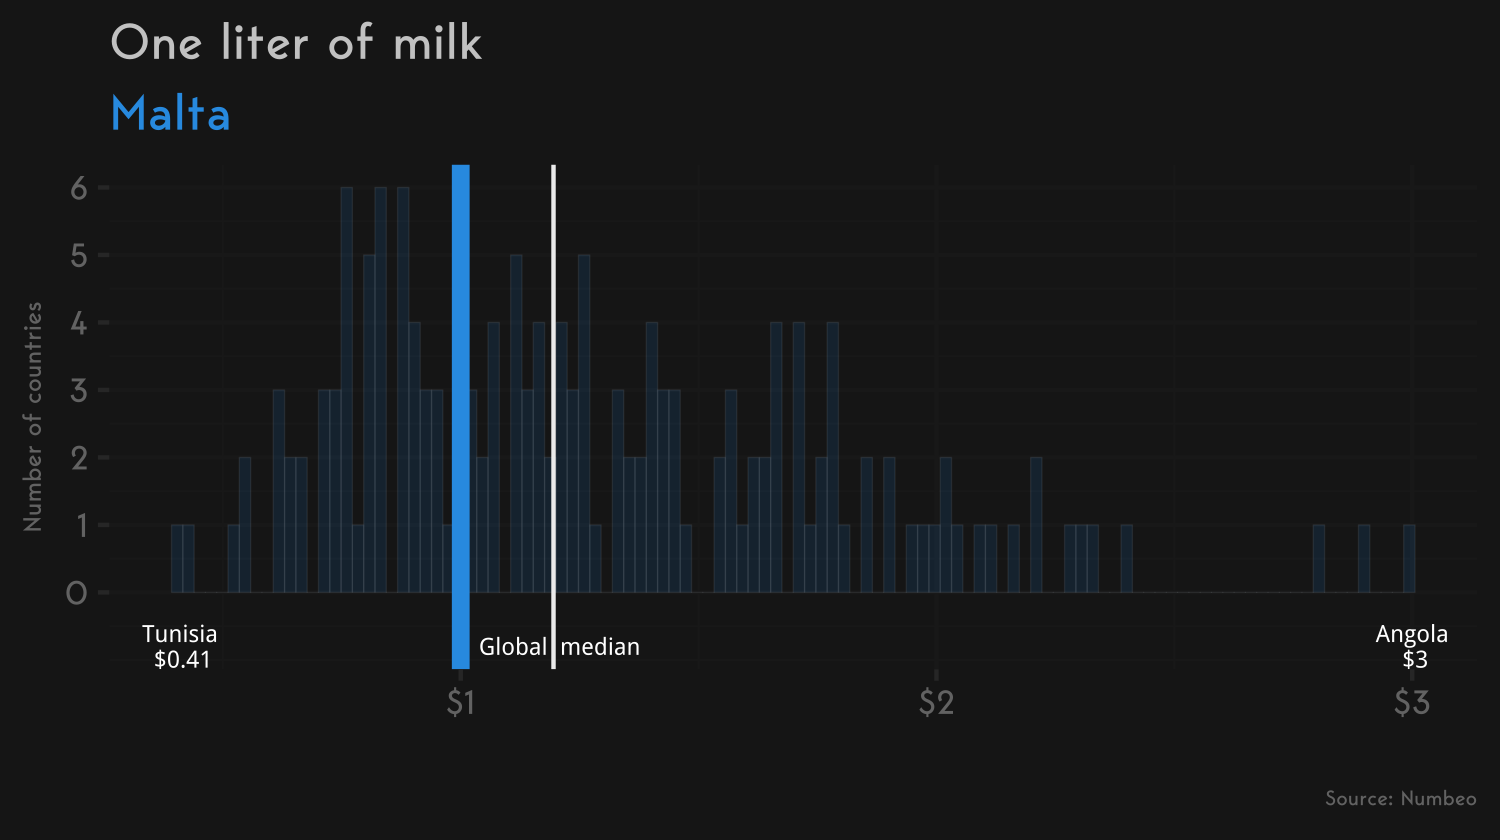 One liter of milk
Malta
Number of countries
6
5
4
3
2
1
0
Tunisia
$0.41
Global median
Angola
$3
$1
$2
$3
Source: Numbeo